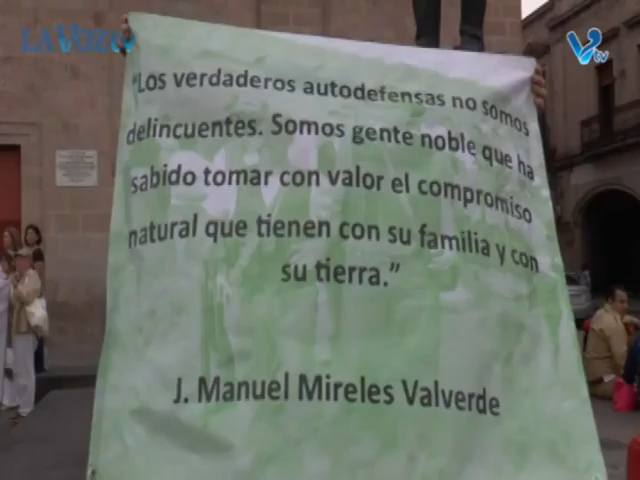 LA VOZ tv
V tv
"Los verdaderos autodefensas no somos
delincuentes. Somos gente noble que ha
sabido tomar con valor el compromiso
natural que tienen con su familia y con
su tierra."
J. Manuel Mireles Valverde